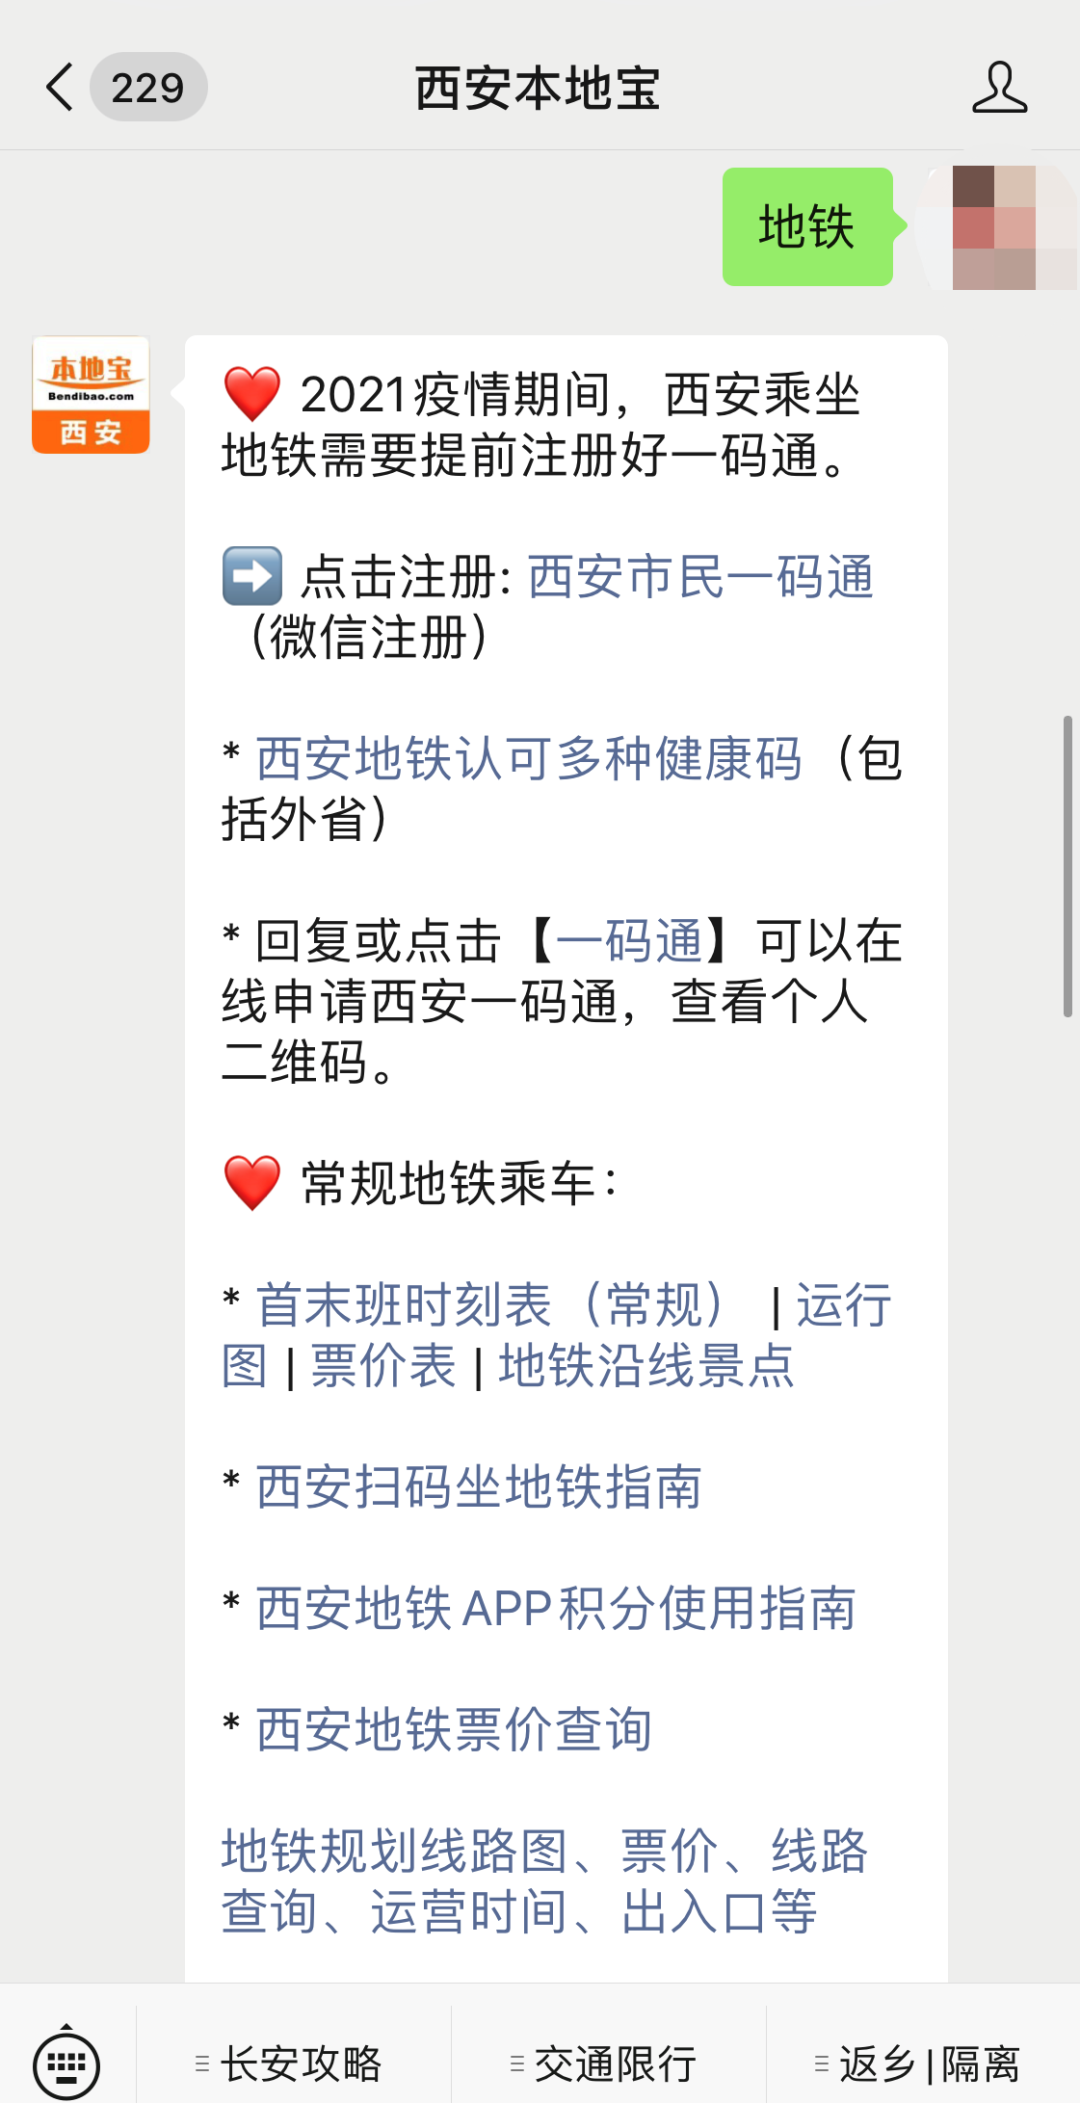 229
西安本地宝
地铁
本地宝
Bendibao.com
西安
❤️ 2021疫情期间，西安乘坐
地铁需要提前注册好一码通。
➡️ 点击注册: 西安市民一码通
（微信注册）
* 西安地铁认可多种健康码（包
括外省）
* 回复或点击【一码通】可以在
线申请西安一码通，查看个人
二维码。
❤️ 常规地铁乘车：
* 首末班时刻表（常规） | 运行
图 | 票价表 | 地铁沿线景点
* 西安扫码坐地铁指南
* 西安地铁APP积分使用指南
* 西安地铁票价查询
地铁规划线路图、票价、线路
查询、运营时间、出入口等
长安攻略
交通限行
返乡|隔离